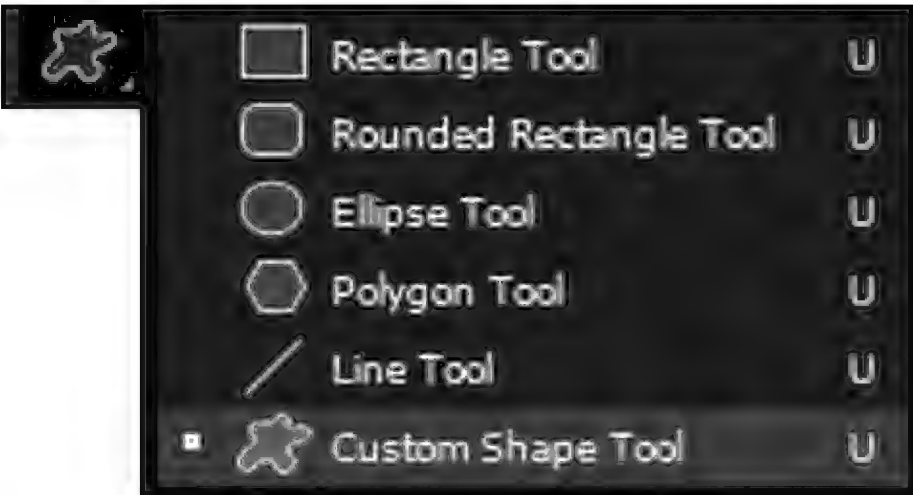 Rectangle Tool U
Rounded Rectangle Tool U
Ellipse Tool U
Polygon Tool U
Line Tool U
Custom Shape Tool U